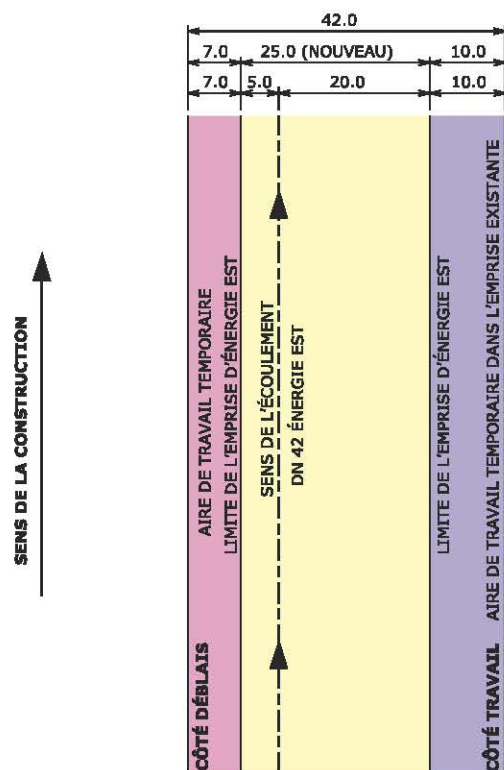 42.0
7.0 25.0 (NOUVEAU) 10.0
7.0 5.0 20.0 10.0
SENS DE LA CONSTRUCTION
CÔTÉ DÉBLAIS
AIRE DE TRAVAIL TEMPORAIRE
LIMITE DE L'EMPRISE D'ÉNERGIE EST
SENS DE L'ÉCOULEMENT
DN 42 ÉNERGIE EST
LIMITE DE L'EMPRISE D'ÉNERGIE EST
CÔTÉ TRAVAIL
AIRE DE TRAVAIL TEMPORAIRE DANS L'EMPRISE EXISTANTE